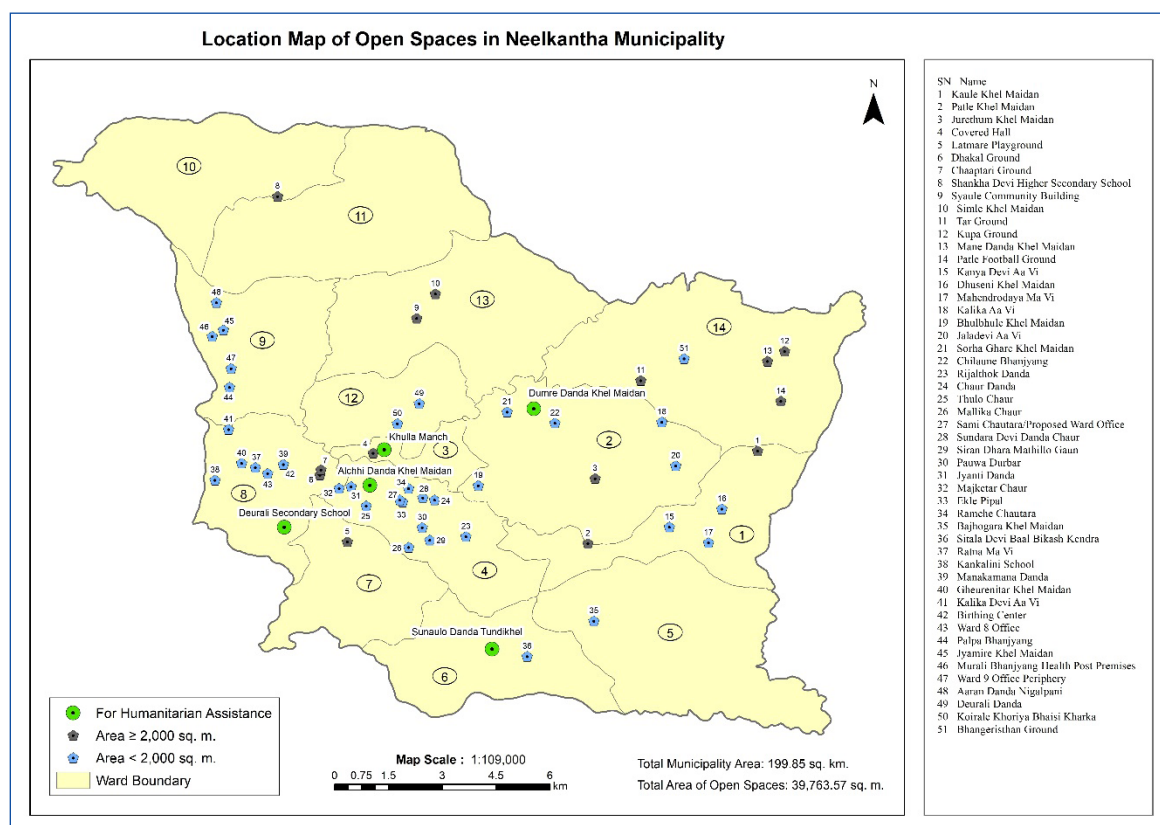 Location Map of Open Spaces in Neelkantha Municipality
N
10
8
11
48
46
45
9
47
44
10
9
13
14
51
12
13
11
14
12
49
50
Dumre Danda Khel Maidan
21
22
18
2
41
4
Khulla Manch
3
1
40
37
39
42
43
38
7
6
8
Alchhi Danda Khel Maidan
32
31
25
34
27
33
28
24
19
3
20
16
Deurali Secondary School
5
30
29
26
23
2
15
17
1
7
4
35
5
Sunaulo Danda Tundikhel
36
6
For Humanitarian Assistance
Area ≥ 2,000 sq. m.
Area < 2,000 sq. m.
Ward Boundary
Map Scale : 1:109,000
0 0.75 1.5 3 4.5 6
km
Total Municipality Area: 199.85 sq. km.
Total Area of Open Spaces: 39,763.57 sq. m.
SN Name
1 Kaule Khel Maidan
2 Patle Khel Maidan
3 Jurethum Khel Maidan
4 Covered Hall
5 Latmare Playground
6 Dhakal Ground
7 Chaaptari Ground
8 Shankha Devi Higher Secondary School
9 Syaule Community Building
10 Simle Khel Maidan
11 Tar Ground
12 Kupa Ground
13 Mane Danda Khel Maidan
14 Patle Football Ground
15 Kanya Devi Aa Vi
16 Dhuseni Khel Maidan
17 Mahendrodaya Ma Vi
18 Kalika Aa Vi
19 Bhulbhule Khel Maidan
20 Jaladevi Aa Vi
21 Sorha Ghare Khel Maidan
22 Chilaune Bhanjyang
23 Rijalthok Danda
24 Chaur Danda
25 Thulo Chaur
26 Mallika Chaur
27 Sami Chautara/Proposed Ward Office
28 Sundara Devi Danda Chaur
29 Siran Dhara Mathillo Gaun
30 Pauwa Durbar
31 Jyanti Danda
32 Majketar Chaur
33 Ekle Pipal
34 Ramche Chautara
35 Bajhogara Khel Maidan
36 Sitala Devi Baal Bikash Kendra
37 Ratna Ma Vi
38 Kankalini School
39 Manakamana Danda
40 Gheurenitar Khel Maidan
41 Kalika Devi Aa Vi
42 Birthing Center
43 Ward 8 Office
44 Palpa Bhanjyang
45 Jyamire Khel Maidan
46 Murali Bhanjyang Health Post Premises
47 Ward 9 Office Periphery
48 Aaran Danda Nigalpani
49 Deurali Danda
50 Koirale Khoriya Bhaisi Kharka
51 Bhangeristhan Ground